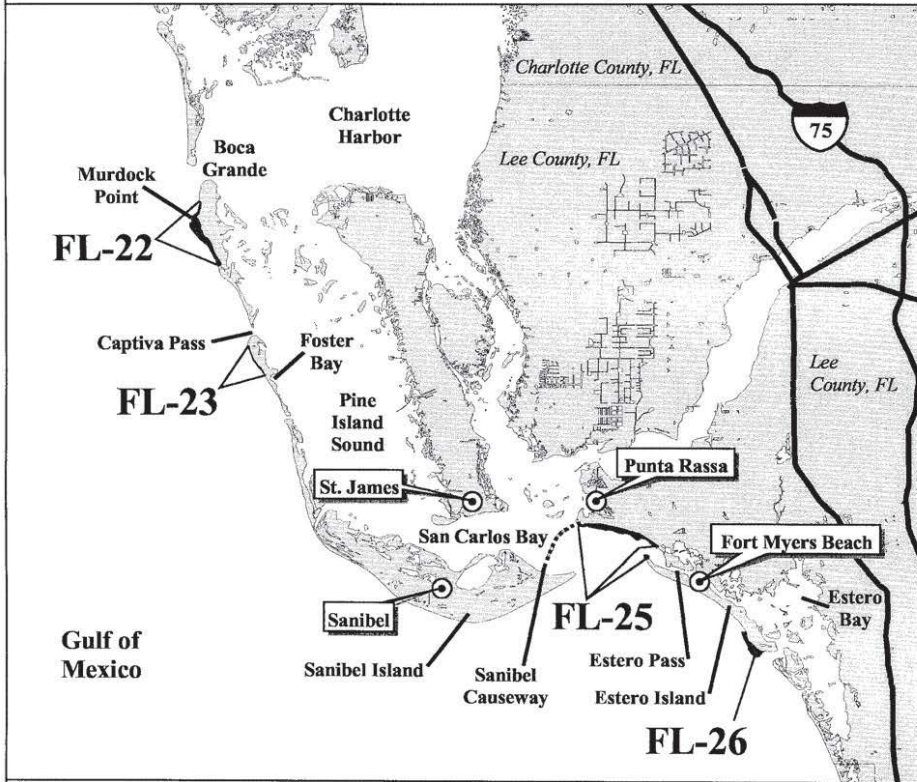 Charlotte County, FL
75
Charlotte
Harbor
Boca
Grande
Lee County, FL
Murdock
Point
FL-22
Captiva Pass
Foster
Bay
Lee
County, FL
FL-23
Pine
Island
Sound
Punta Rassa
St. James
San Carlos Bay
Fort Myers Beach
FL-25
Estero
Bay
Sanibel
Gulf of
Mexico
Sanibel Island
Sanibel
Causeway
Estero Pass
Estero Island
FL-26